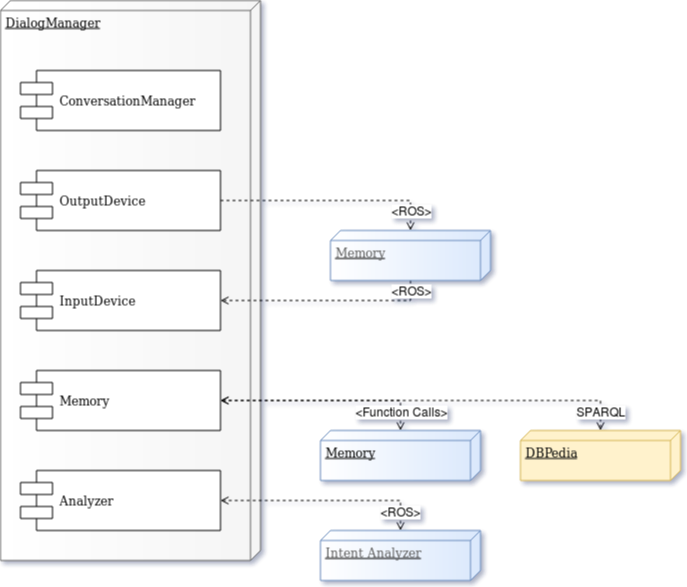 DialogManager
ConversationManager
OutputDevice
<ROS>
Memory
<ROS>
InputDevice
Memory
<Function Calls>
SPARQL
Memory
DBPedia
Analyzer
<ROS>
Intent Analyzer